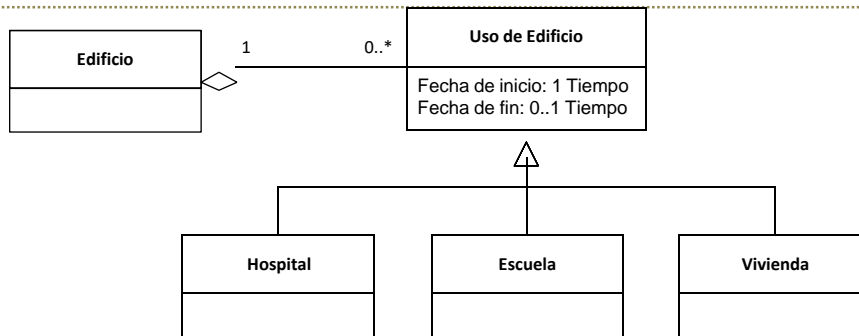 Edificio
1
0..*
Uso de Edificio
Fecha de inicio: 1 Tiempo
Fecha de fin: 0..1 Tiempo
Hospital
Escuela
Vivienda